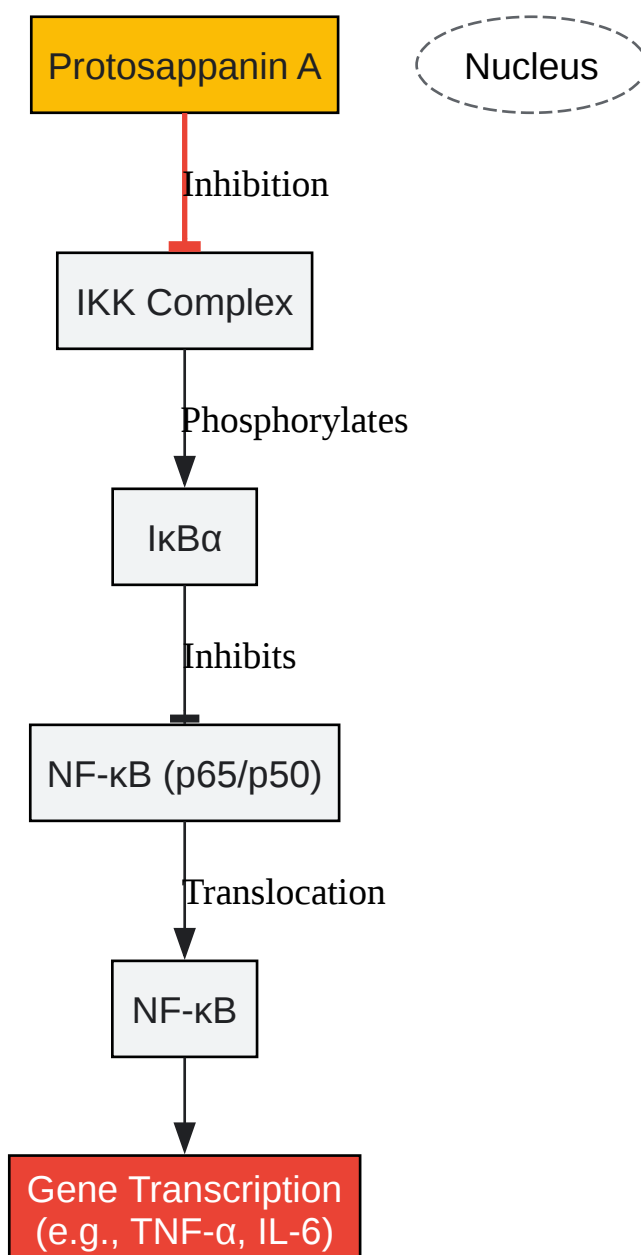 Protosappanin A
Nucleus
Inhibition
IKK Complex
Phosphorylates
IκBα
Inhibits
NF-κB (p65/p50)
Translocation
NF-κB
Gene Transcription
(e.g., TNF-α, IL-6)